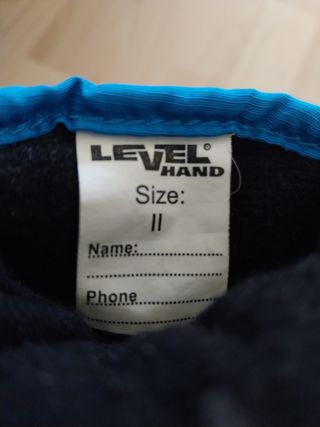 LEVEL®
HAND
Size:
II
Name:
Phone